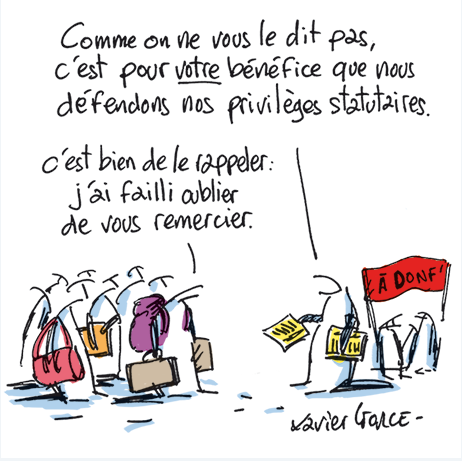 Comme on ne vous le dit pas,
c'est pour votre bénéfice que nous
défendons nos privilèges statutaires.
c'est bien de le rappeler:
j'ai failli oublier
de vous remercier.
À DONF'
Xavier GORCE-